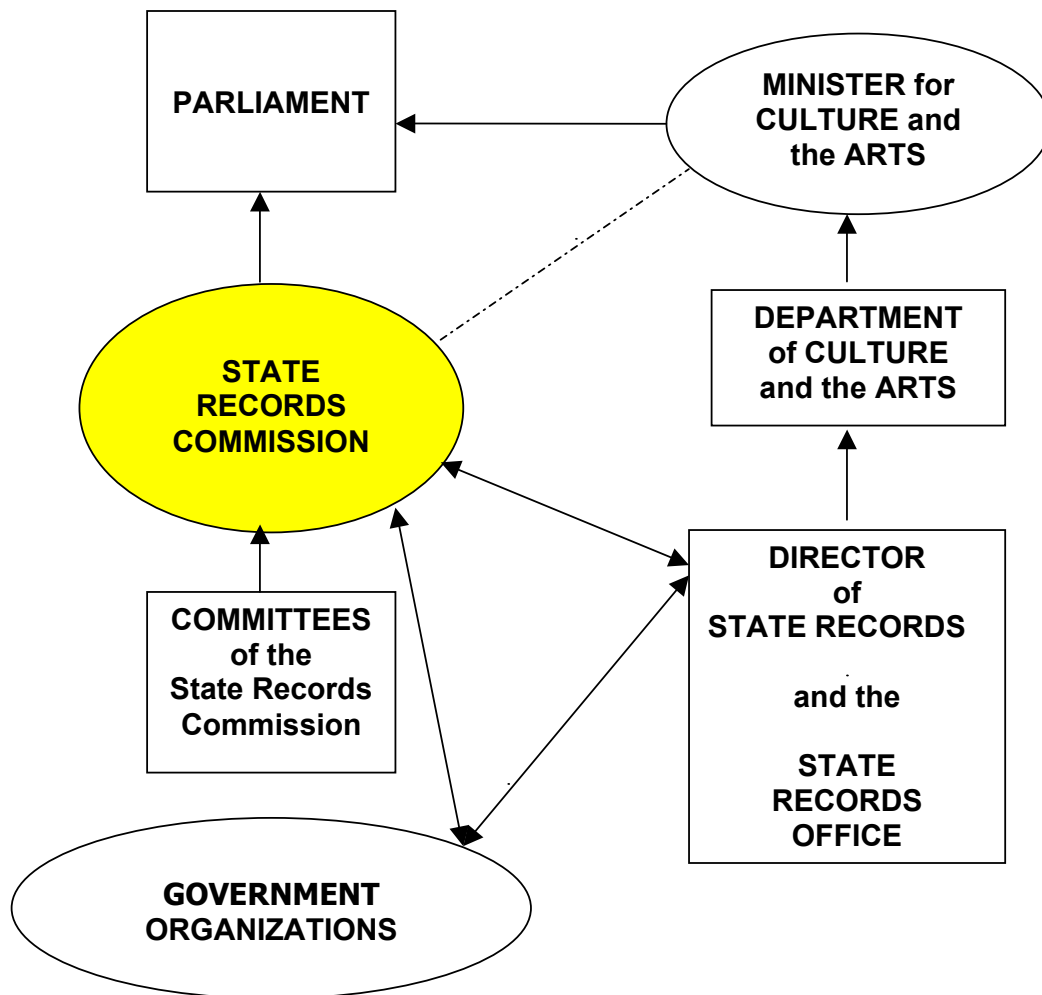 PARLIAMENT
MINISTER for
CULTURE and
the ARTS
STATE
RECORDS
COMMISSION
DEPARTMENT
of CULTURE
and the ARTS
COMMITTEES
of the
State Records
Commission
DIRECTOR
of
STATE RECORDS
and the
STATE
RECORDS
OFFICE
GOVERNMENT
ORGANIZATIONS